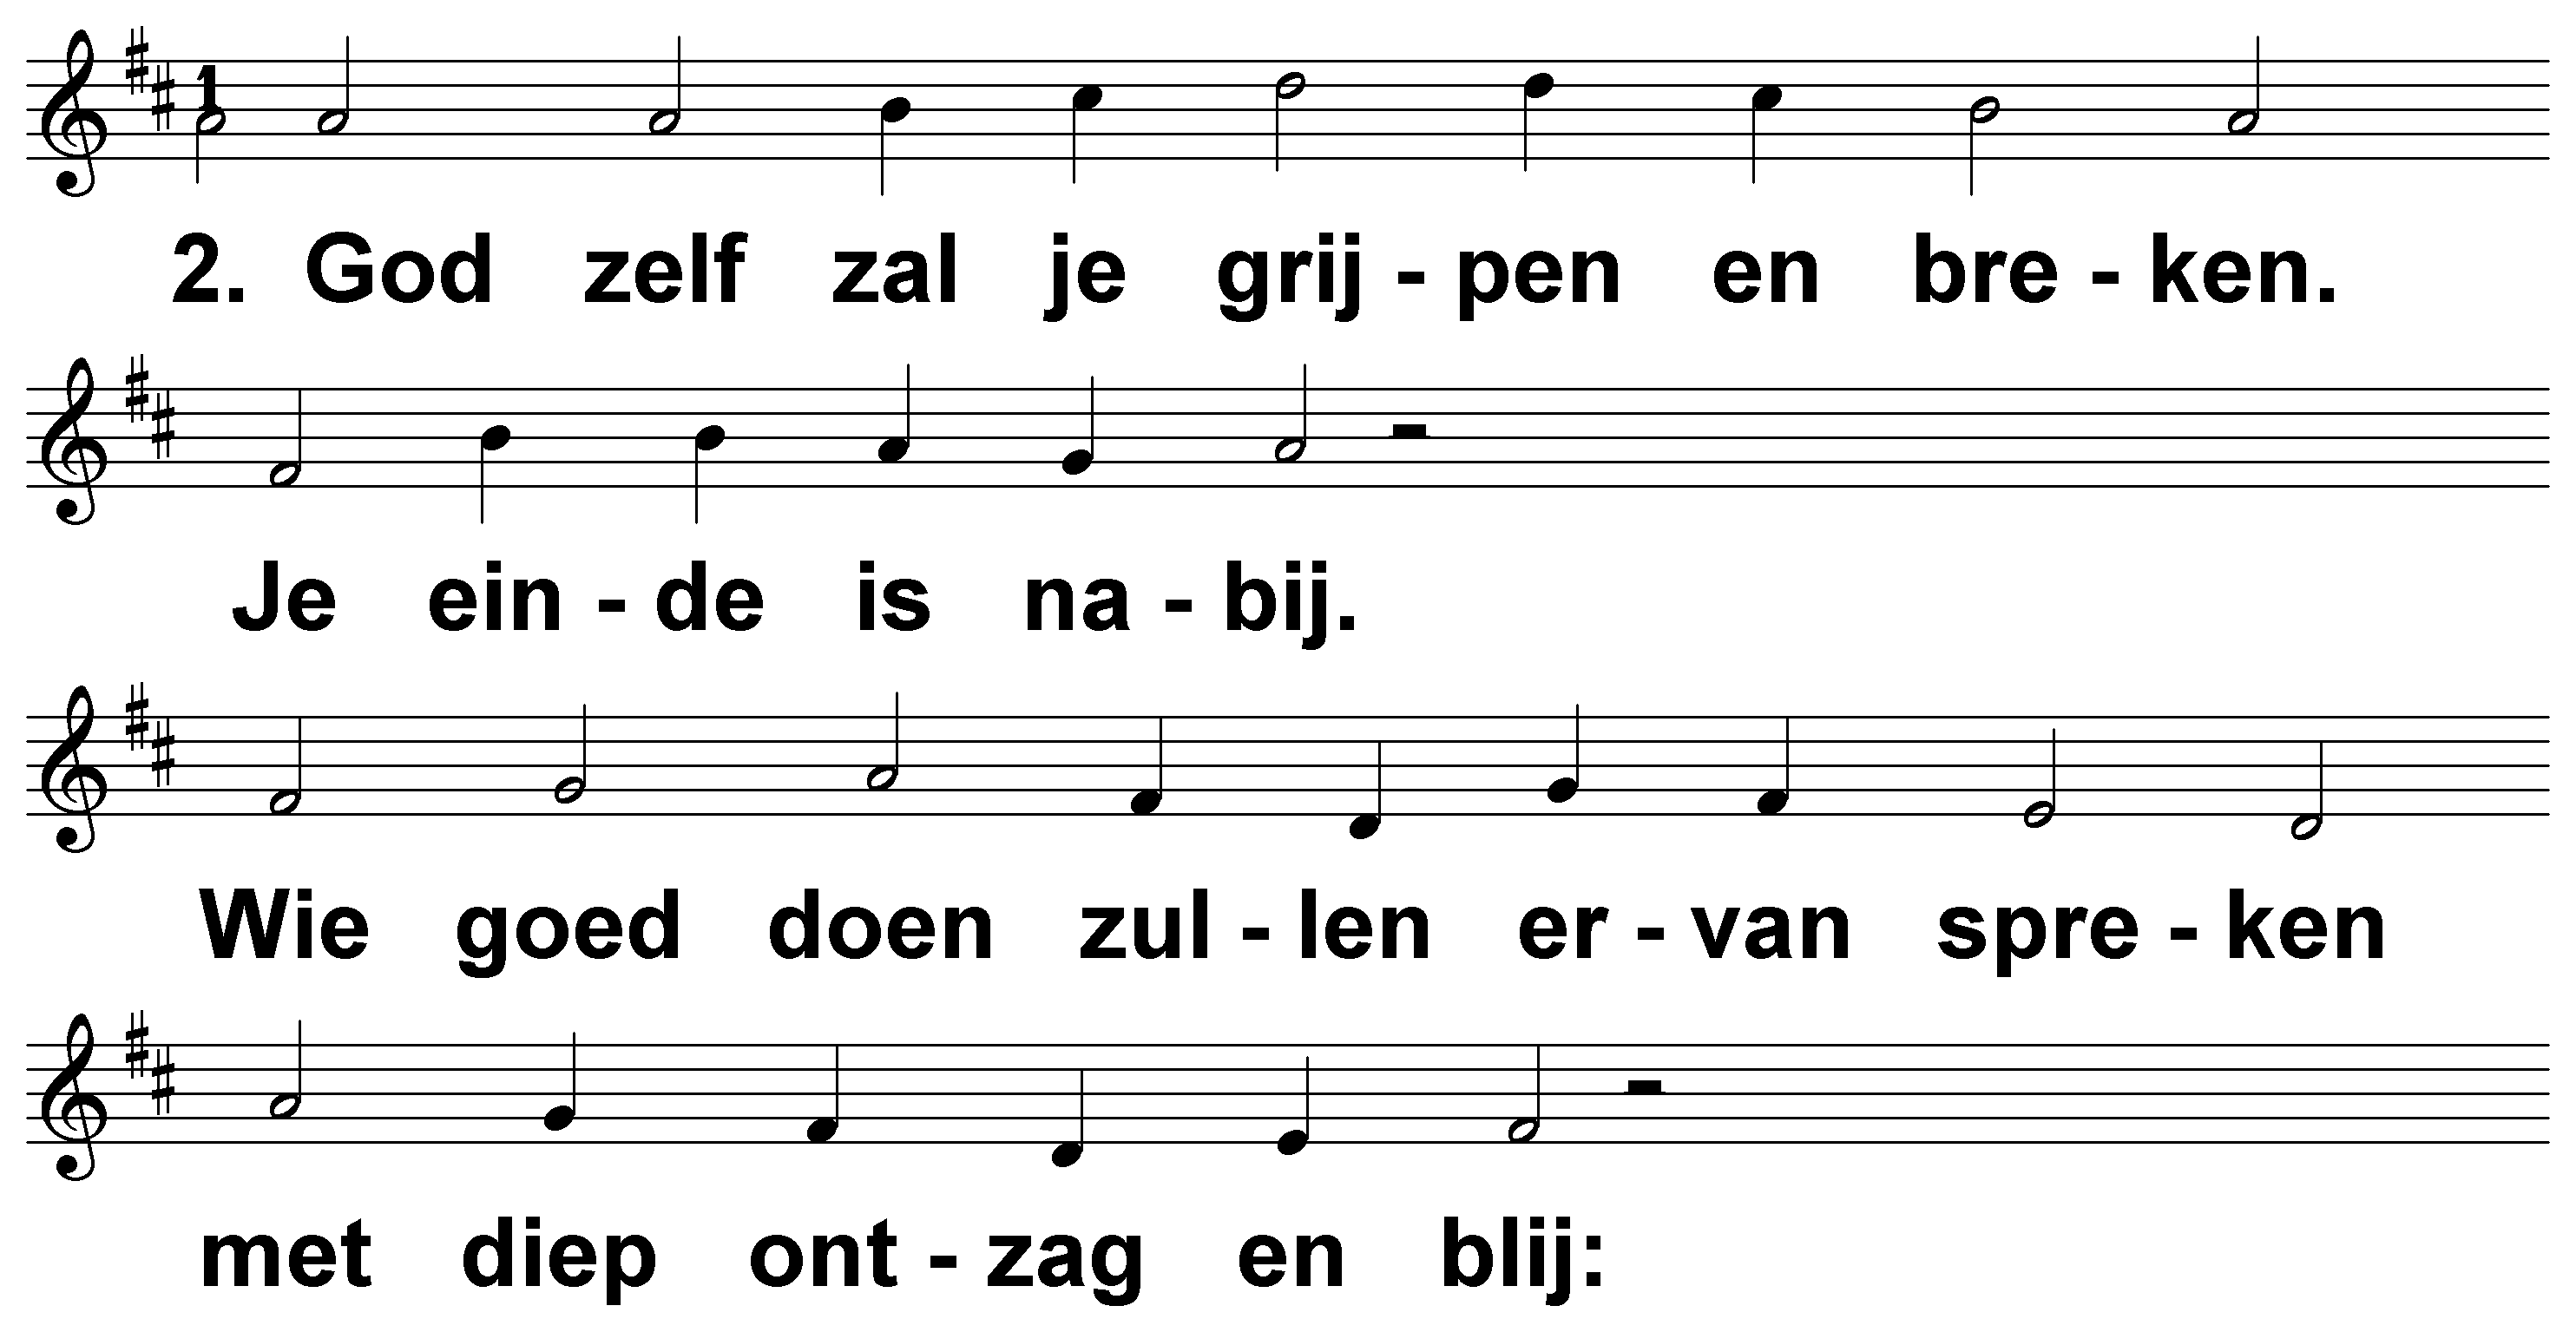 1
2. God zelf zal je grij - pen en bre - ken.
Je ein - de is na - bij.
Wie goed doen zul - len er - van spre - ken
met diep ont - zag en blij: